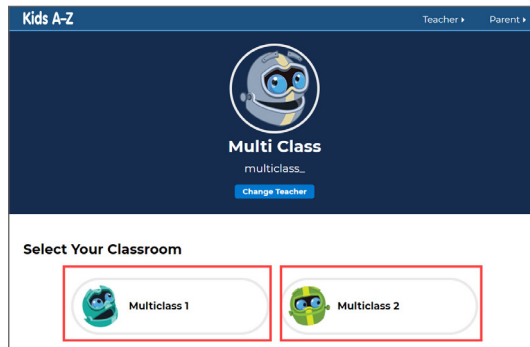 Kids A-Z Teacher Parent
Multi Class
multiclass_
Change Teacher
Select Your Classroom
Multiclass 1 Multiclass 2